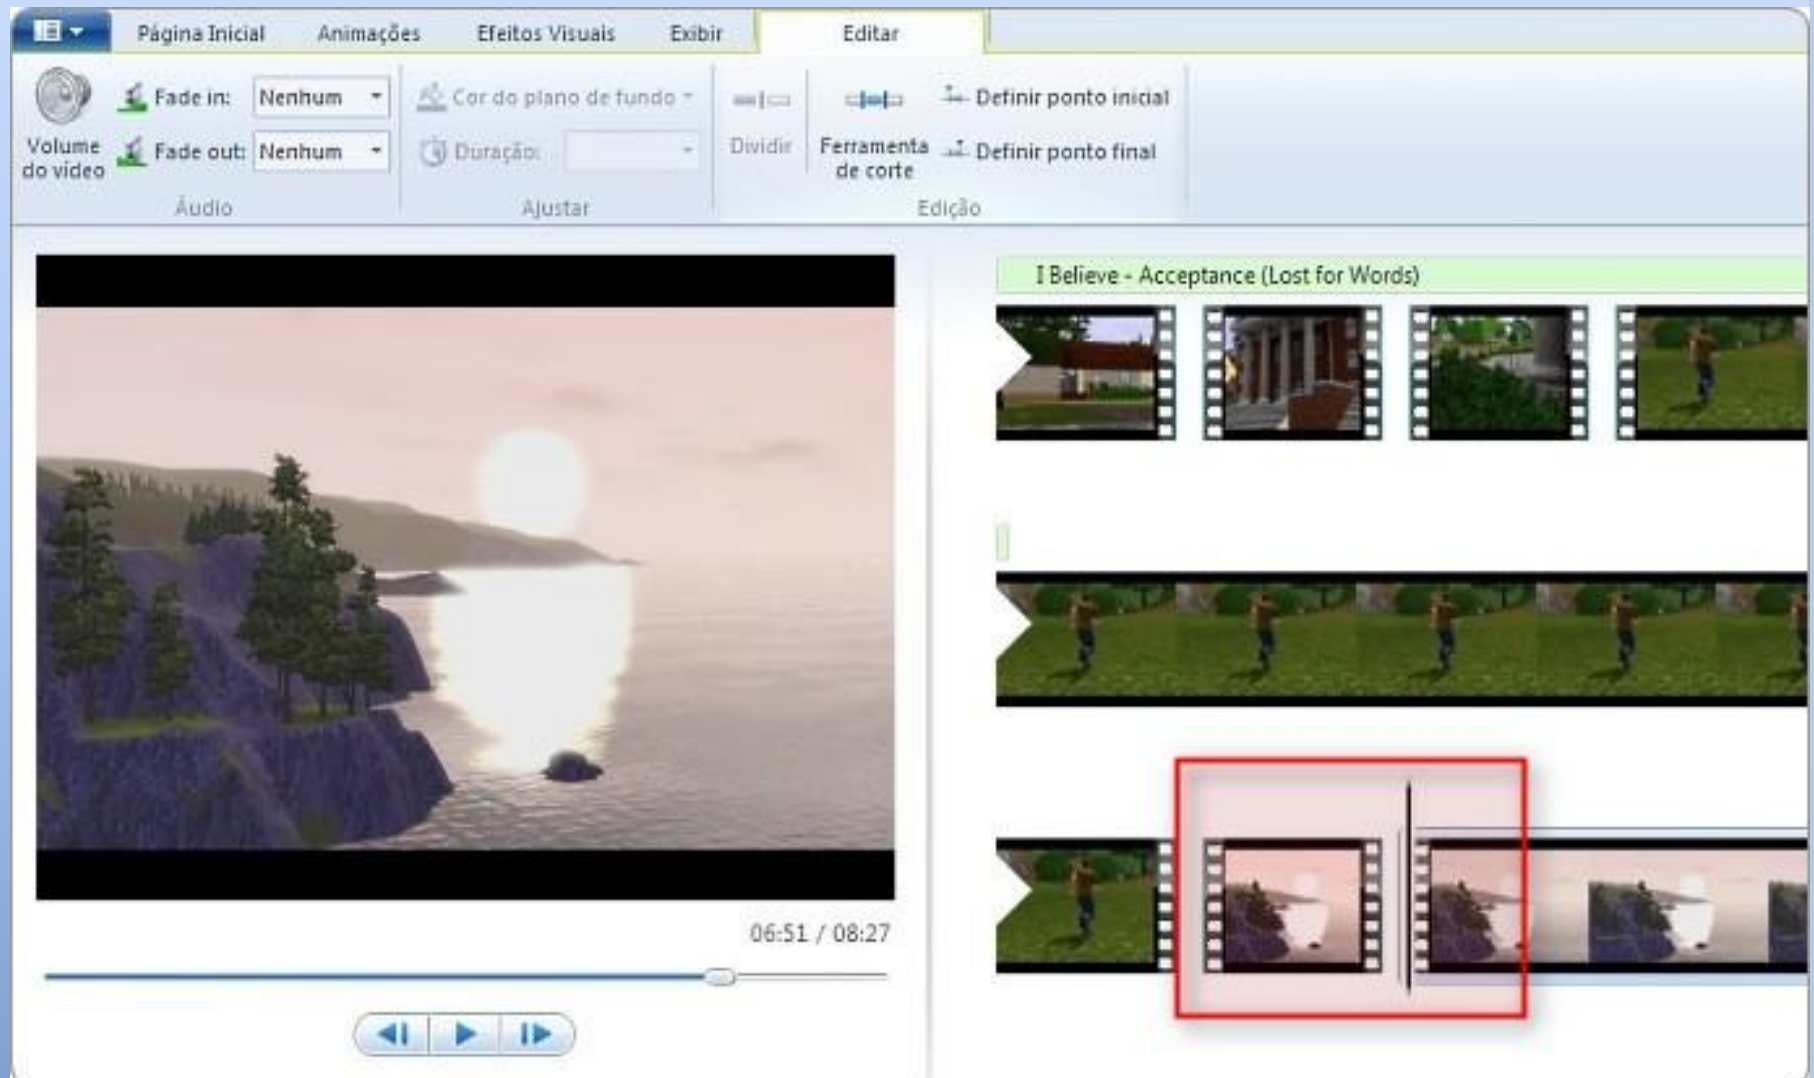 Página Inicial
Animações
Efeitos Visuais
Exibir
Editar
Volume
do vídeo
Fade in: Nenhum
Fade out: Nenhum
Áudio
Cor do plano de fundo
Duração:
Ajustar
Dividir
Ferramenta
de corte
Definir ponto inicial
Definir ponto final
Edição
I Believe - Acceptance (Lost for Words)
06:51 / 08:27